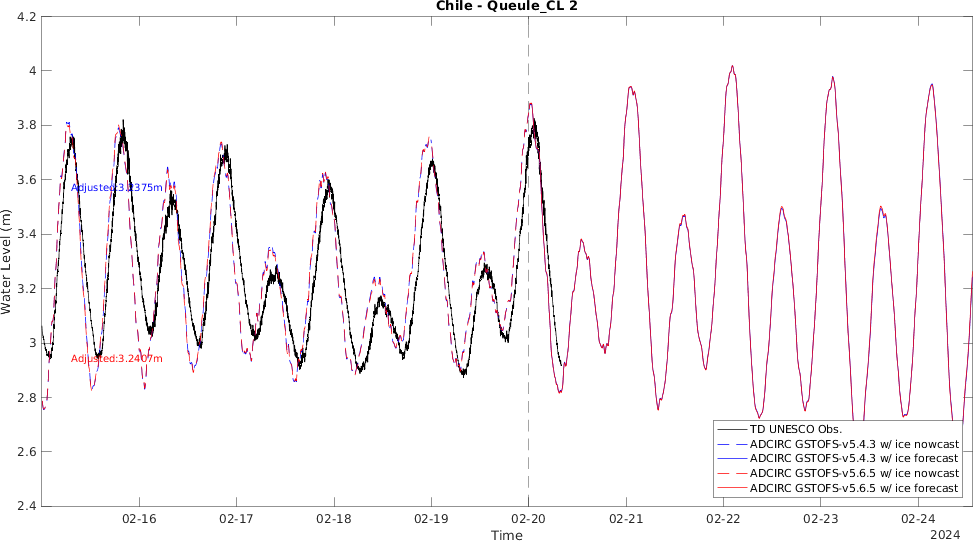 Chile - Queule_CL 2
4.2
4
3.8
3.6
3.4
3.2
3
2.8
2.6
2.4
Water Level (m)
Adjusted:3.2375m
Adjusted:3.2407m
TD UNESCO Obs.
ADCIRC GSTOFS-v5.4.3 w/ ice nowcast
ADCIRC GSTOFS-v5.4.3 w/ ice forecast
ADCIRC GSTOFS-v5.6.5 w/ ice nowcast
ADCIRC GSTOFS-v5.6.5 w/ ice forecast
02-16 02-17 02-18 02-19 02-20 02-21 02-22 02-23 02-24
Time
2024